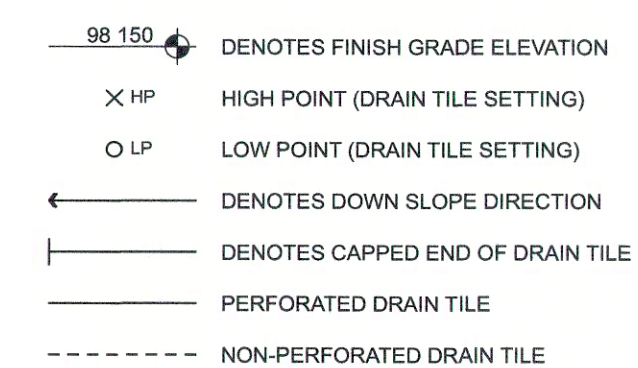 98 150 DENOTES FINISH GRADE ELEVATION
HP HIGH POINT (DRAIN TILE SETTING)
LP LOW POINT (DRAIN TILE SETTING)
DENOTES DOWN SLOPE DIRECTION
DENOTES CAPPED END OF DRAIN TILE
PERFORATED DRAIN TILE
NON-PERFORATED DRAIN TILE